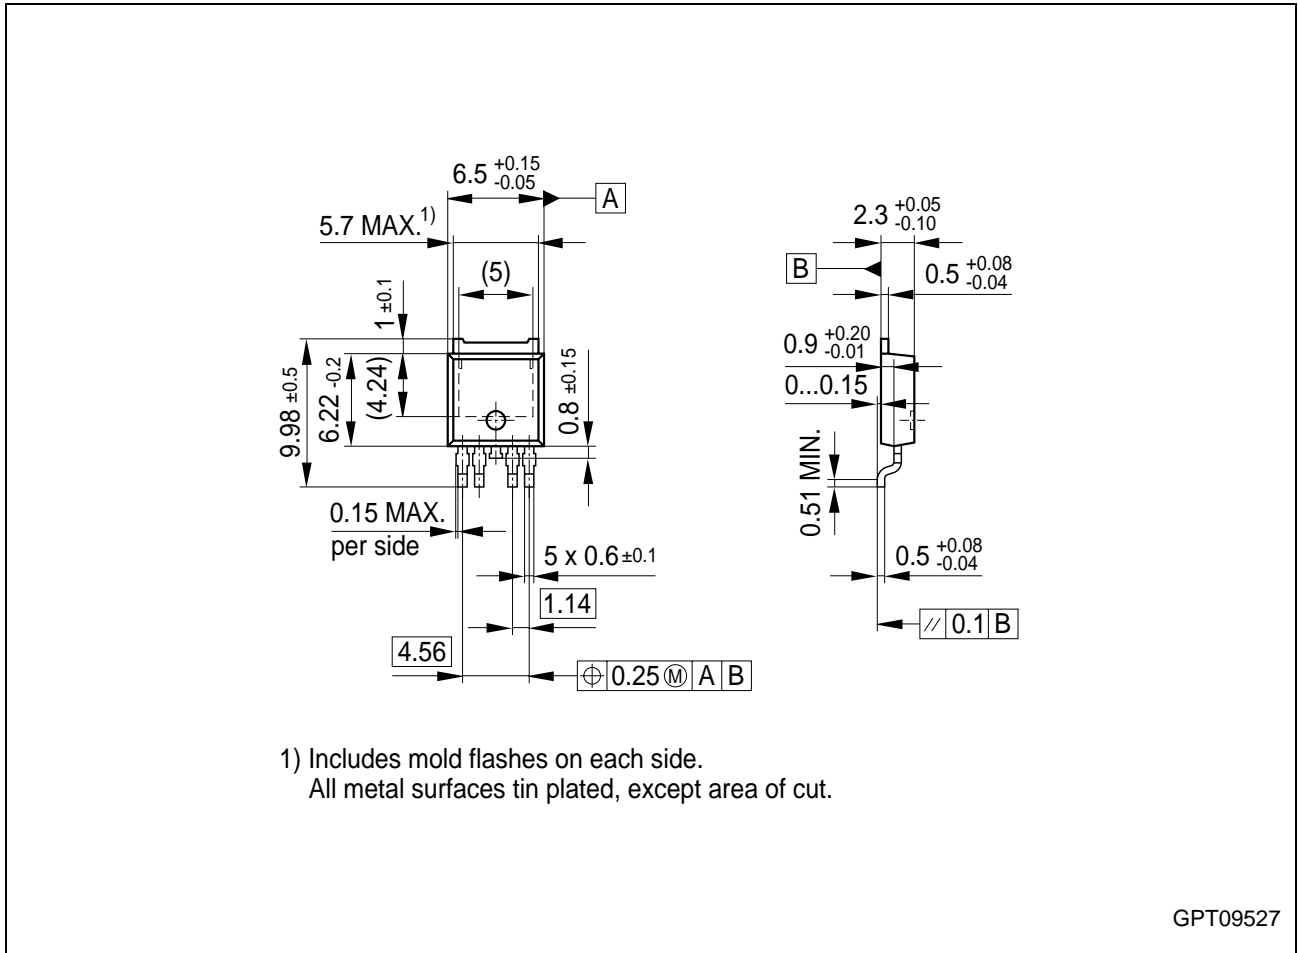 6.5 +0.15 -0.05
A
5.7 MAX.1)
(5)
1 ±0.1
9.98 ±0.5
6.22 -0.2
(4.24)
0.8 ±0.15
0.15 MAX.
per side
5 x 0.6 ±0.1
1.14
4.56
⌖ 0.25 Ⓜ A B
2.3 +0.05 -0.10
B
0.5 +0.08 -0.04
0.9 +0.20 -0.01
0...0.15
0.51 MIN.
0.5 +0.08 -0.04
// 0.1 B
1) Includes mold flashes on each side.
All metal surfaces tin plated, except area of cut.
GPT09527